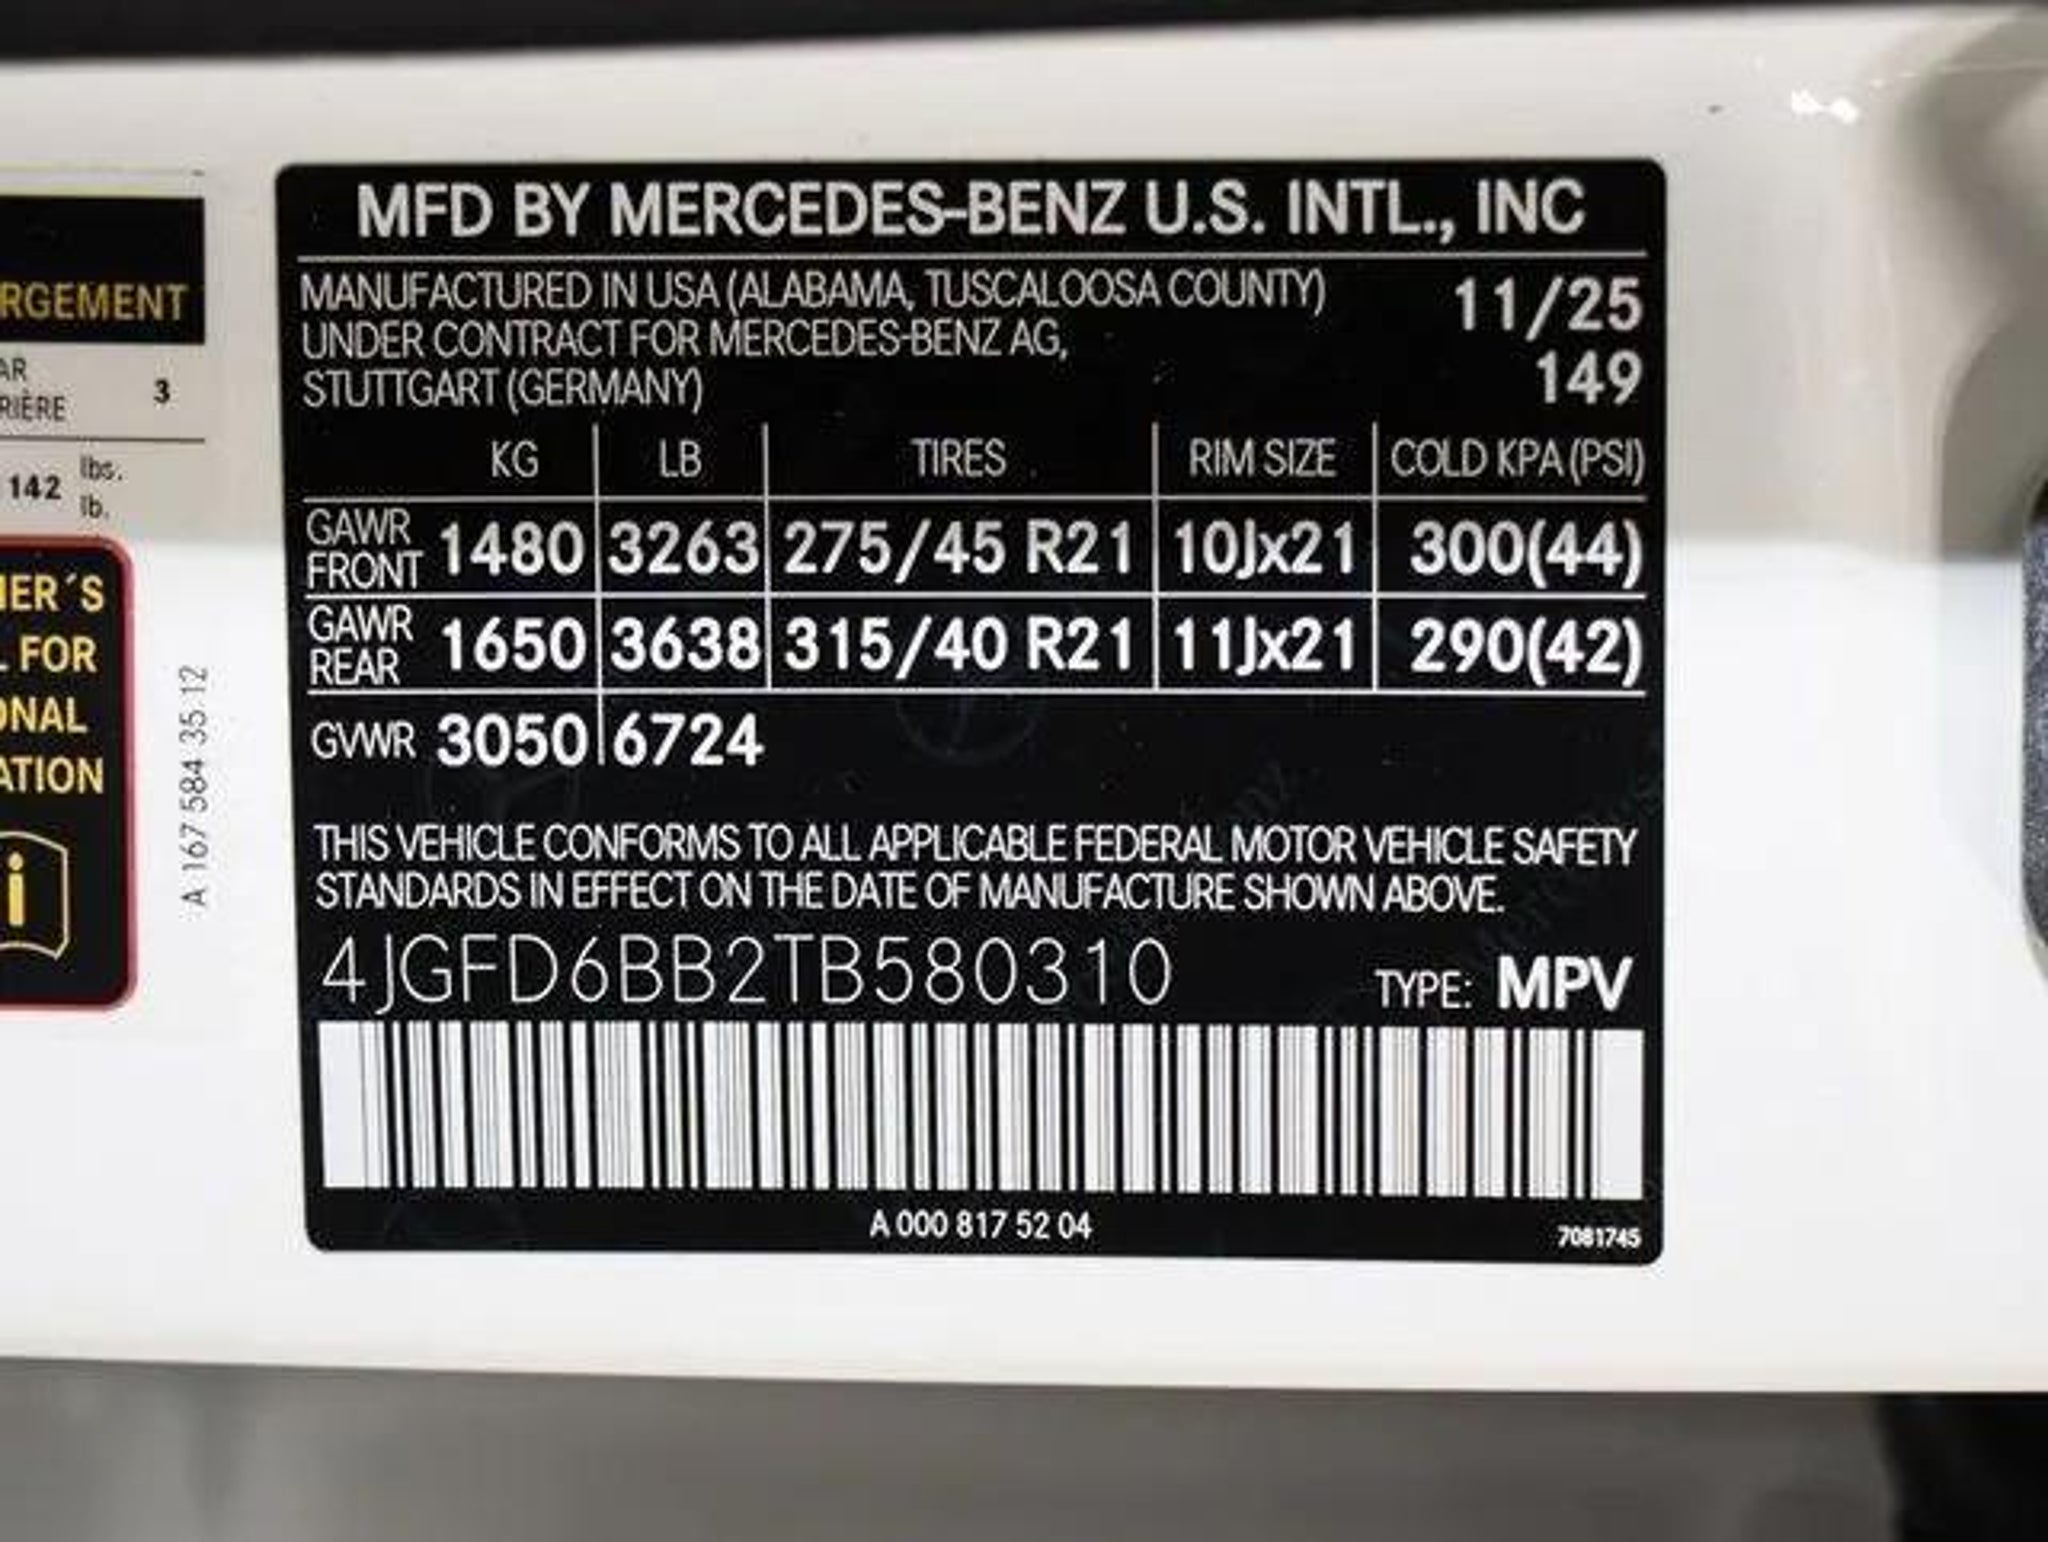 RGEMENT
AR
RIÈRE 3
142 lbs.
lb.
ER´S
FOR
ONAL
ATION
i
A 167 584 35 12
MFD BY MERCEDES-BENZ U.S. INTL., INC
MANUFACTURED IN USA (ALABAMA, TUSCALOOSA COUNTY) 11/25
UNDER CONTRACT FOR MERCEDES-BENZ AG,
STUTTGART (GERMANY) 149
KG LB TIRES RIM SIZE COLD KPA (PSI)
GAWR FRONT 1480 3263 275/45 R21 10Jx21 300(44)
GAWR REAR 1650 3638 315/40 R21 11Jx21 290(42)
GVWR 3050 6724
THIS VEHICLE CONFORMS TO ALL APPLICABLE FEDERAL MOTOR VEHICLE SAFETY
STANDARDS IN EFFECT ON THE DATE OF MANUFACTURE SHOWN ABOVE.
4JGFD6BB2TB580310 TYPE: MPV
A 000 817 52 04 7081745